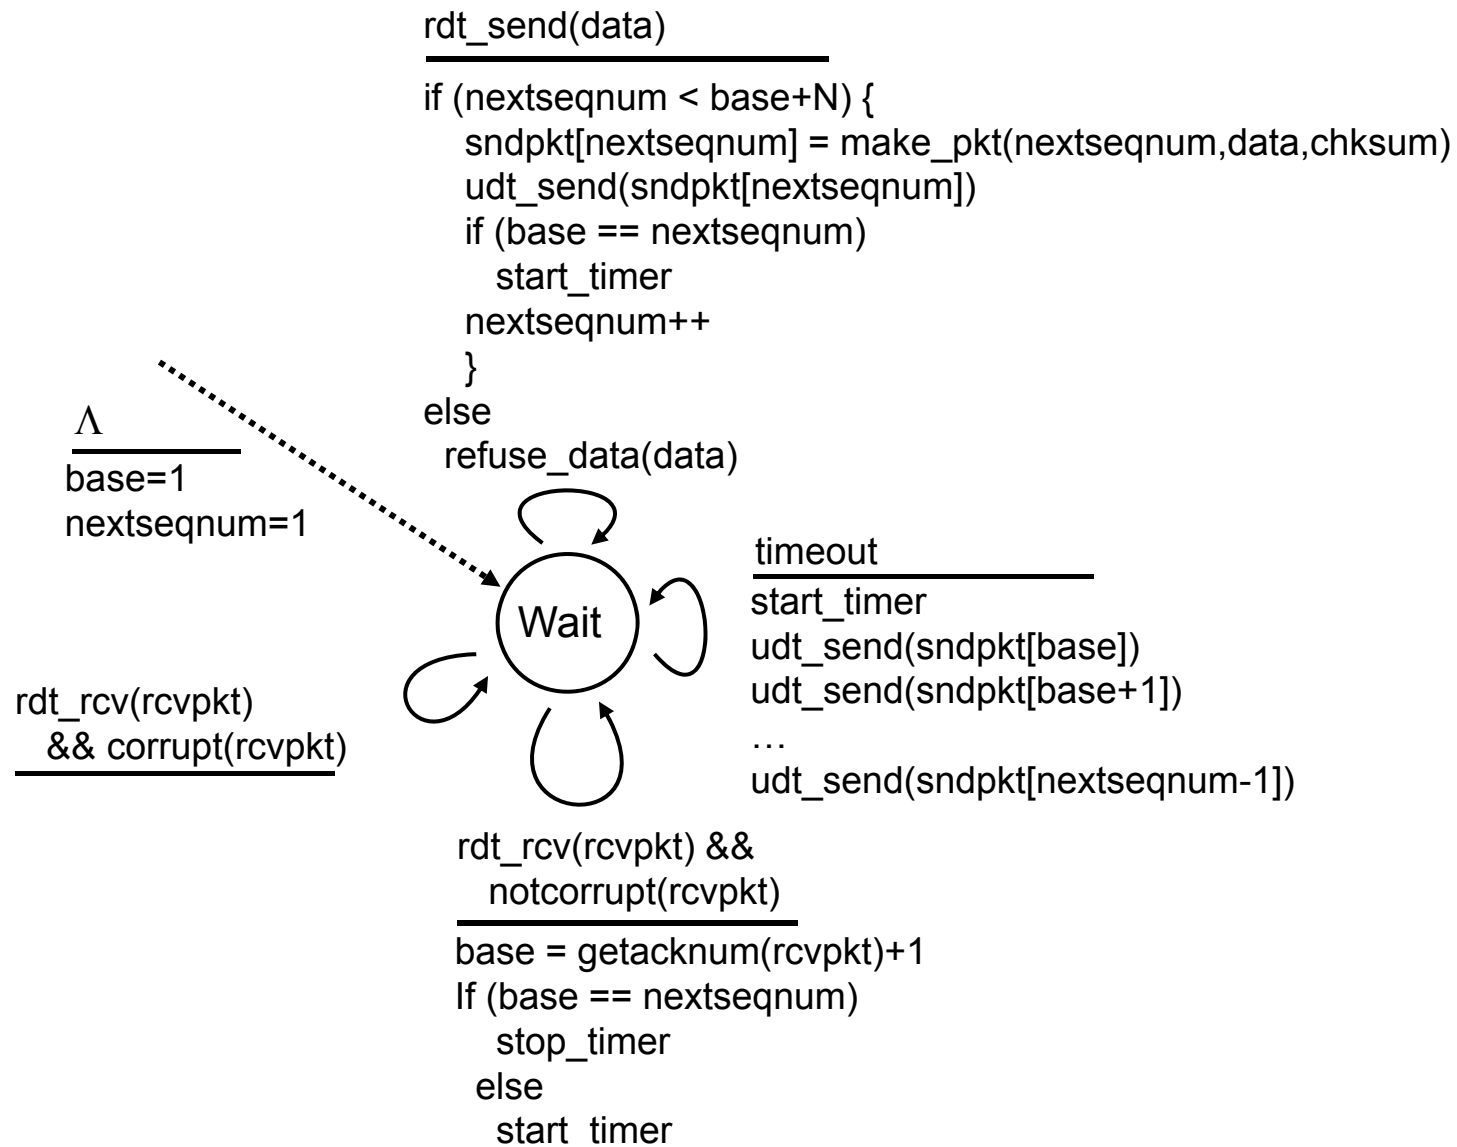 rdt_send(data)
if (nextseqnum < base+N) {
sndpkt[nextseqnum] = make_pkt(nextseqnum,data,chksum)
udt_send(sndpkt[nextseqnum])
if (base == nextseqnum)
start_timer
nextseqnum++
}
else
refuse_data(data)
Λ
base=1
nextseqnum=1
Wait
timeout
start_timer
udt_send(sndpkt[base])
udt_send(sndpkt[base+1])
…
udt_send(sndpkt[nextseqnum-1])
rdt_rcv(rcvpkt)
&& corrupt(rcvpkt)
rdt_rcv(rcvpkt) &&
notcorrupt(rcvpkt)
base = getacknum(rcvpkt)+1
If (base == nextseqnum)
stop_timer
else
start_timer